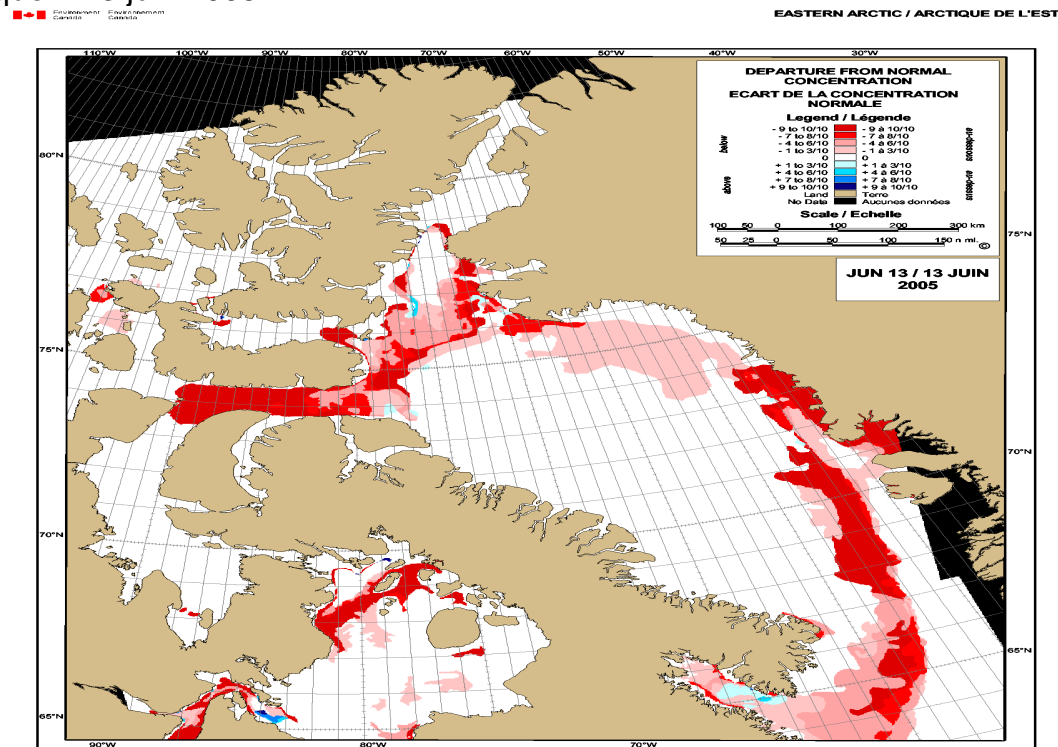 Environment Environnement
Canada Canada
EASTERN ARCTIC / ARCTIQUE DE L'EST
110°W 100°W 90°W 80°W 70°W 60°W 50°W 40°W 30°W
DEPARTURE FROM NORMAL
CONCENTRATION
ECART DE LA CONCENTRATION
NORMALE
Legend / Légende
- 9 to 10/10 - 9 à 10/10
- 7 to 8/10 - 7 à 8/10
- 4 to 6/10 - 4 à 6/10
- 1 to 3/10 - 1 à 3/10
0 0
+ 1 to 3/10 + 1 à 3/10
+ 4 to 6/10 + 4 à 6/10
+ 7 to 8/10 + 7 à 8/10
+ 9 to 10/10 + 9 à 10/10
Land Terre
No Data Aucunes données
below
above
au-dessous
au-dessus
Scale / Echelle
100 50 0 100 200 300 km
50 25 0 50 100 150 n mi.
©
JUN 13 / 13 JUIN
2005
80°N
75°N
75°N
70°N
70°N
65°N
65°N
90°W 80°W 70°W